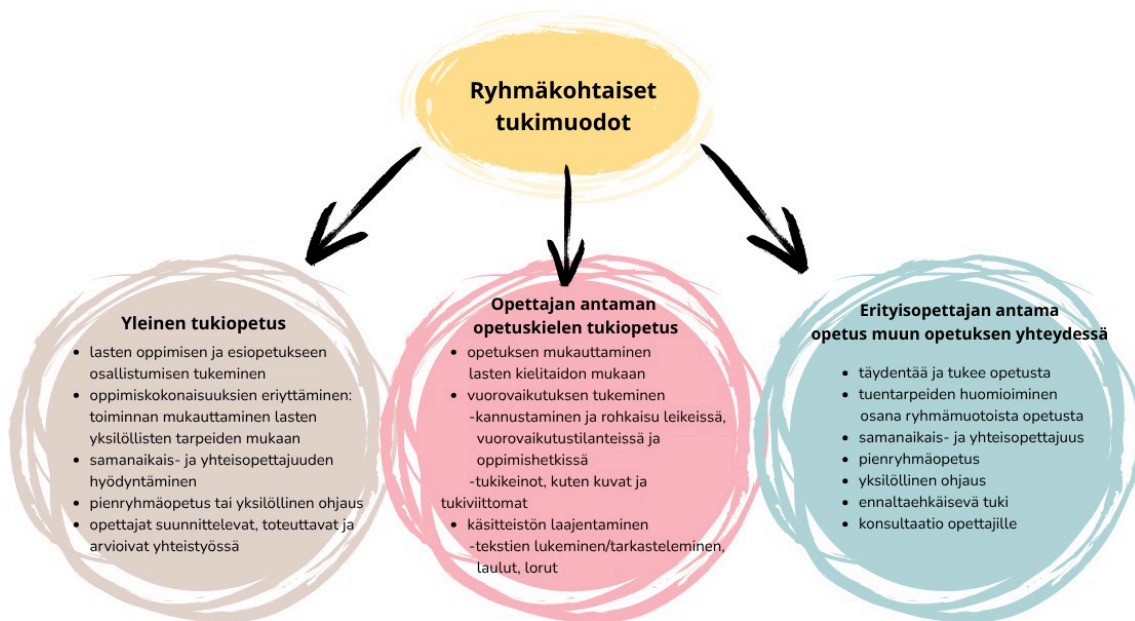 Ryhmäkohtaiset
tukimuodot
Yleinen tukiopetus
• lasten oppimisen ja esiopetukseen
osallistumisen tukeminen
• oppimiskokonaisuuksien eriyttäminen:
toiminnan mukauttaminen lasten
yksilöllisten tarpeiden mukaan
• samanaikais- ja yhteisopettajuuden
hyödyntäminen
• pienryhmäopetus tai yksilöllinen ohjaus
• opettajat suunnittelevat, toteuttavat ja
arvioivat yhteistyössä
Opettajan antaman
opetuskielen tukiopetus
• opetuksen mukauttaminen
lasten kielitaidon mukaan
• vuorovaikutuksen tukeminen
-kannustaminen ja rohkaisu leikeissä,
vuorovaikutustilanteissa ja
oppimishetkissä
-tukikeinot, kuten kuvat ja
tukiviittomat
• käsitteistön laajentaminen
-tekstien lukeminen/tarkasteleminen,
laulut, lorut
Erityisopettajan antama
opetus muun opetuksen yhteydessä
• täydentää ja tukee opetusta
• tuentarpeiden huomioiminen
osana ryhmämuotoista opetusta
• samanaikais- ja yhteisopettajuus
• pienryhmäopetus
• yksilöllinen ohjaus
• ennaltaehkäisevä tuki
• konsultaatio opettajille